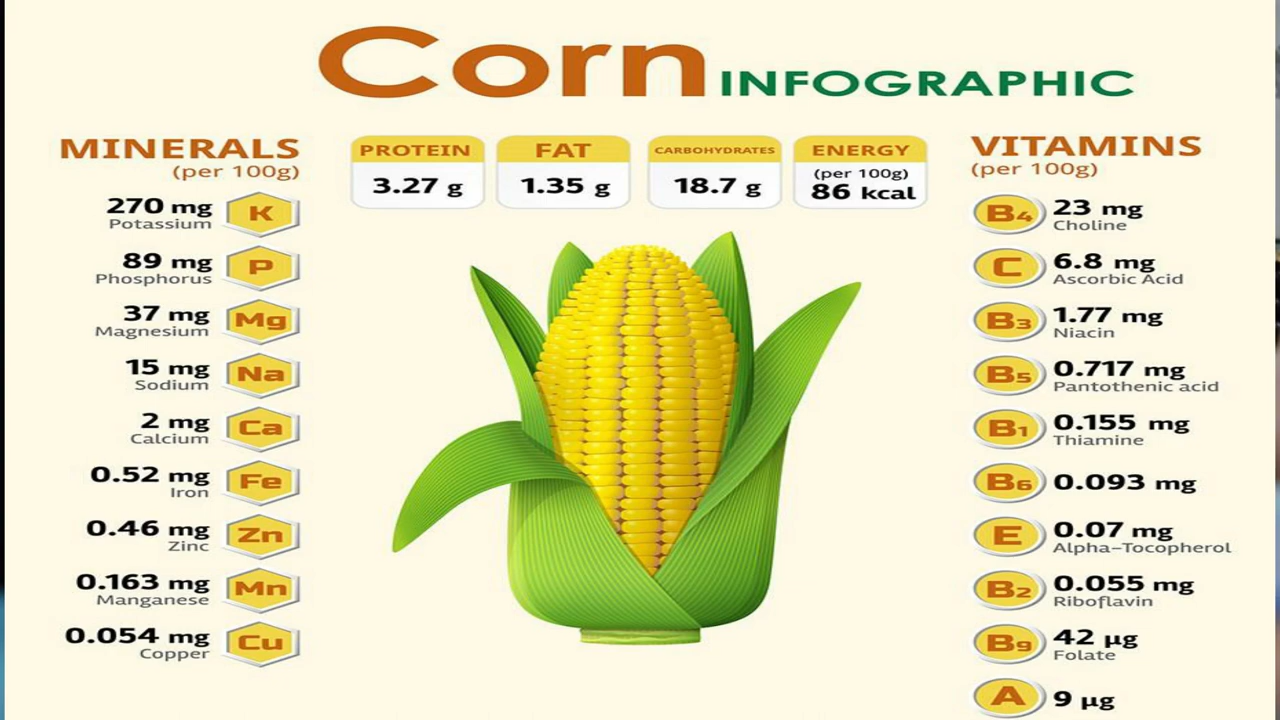 Corn INFOGRAPHIC
MINERALS
(per 100g)
270 mg
Potassium
K
89 mg
Phosphorus
P
37 mg
Magnesium
Mg
15 mg
Sodium
Na
2 mg
Calcium
Ca
0.52 mg
Iron
Fe
0.46 mg
Zinc
Zn
0.163 mg
Manganese
Mn
0.054 mg
Copper
Cu
PROTEIN
3.27 g
FAT
1.35 g
CARBOHYDRATES
18.7 g
ENERGY
(per 100g)
86 kcal
VITAMINS
(per 100g)
B4
23 mg
Choline
C
6.8 mg
Ascorbic Acid
B3
1.77 mg
Niacin
B5
0.717 mg
Pantothenic acid
B1
0.155 mg
Thiamine
B6
0.093 mg
E
0.07 mg
Alpha-Tocopherol
B2
0.055 mg
Riboflavin
B9
42 µg
Folate
A
9 µg